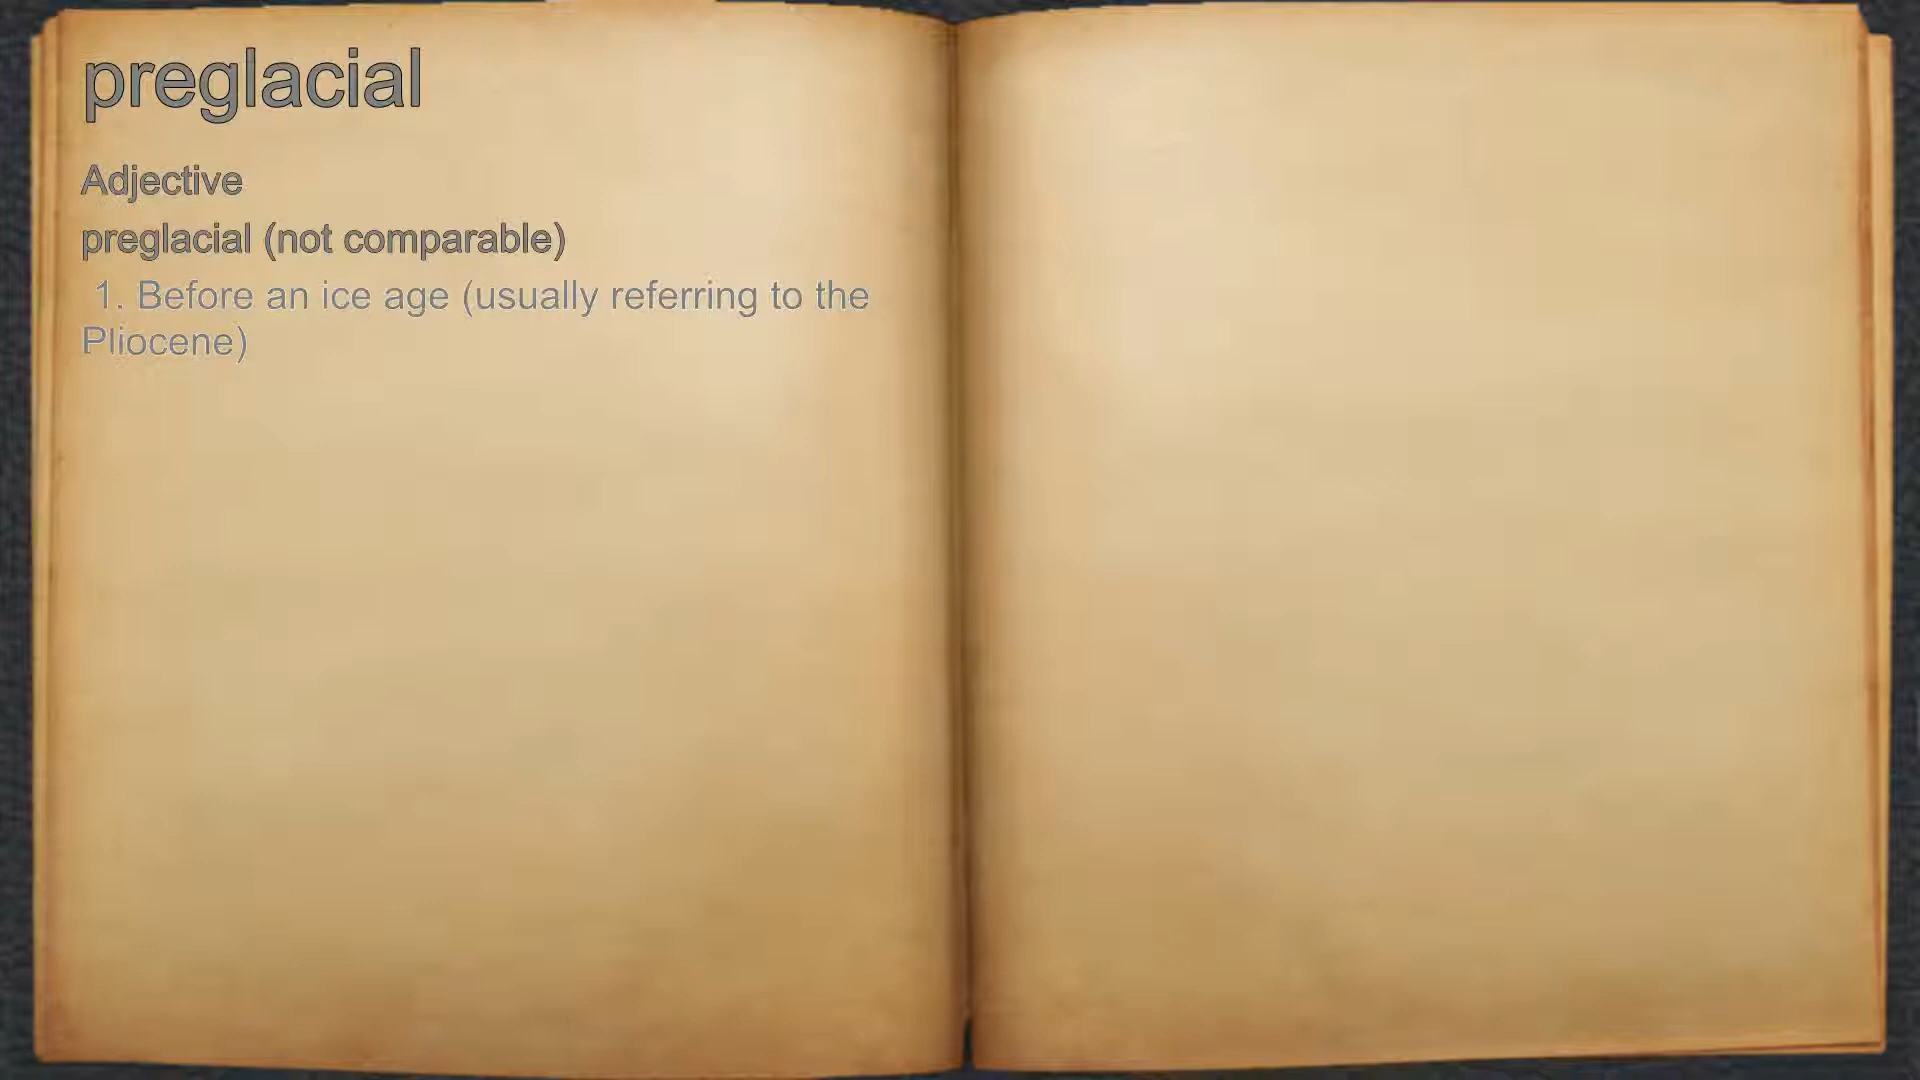 preglacial
Adjective
preglacial (not comparable)
1. Before an ice age (usually referring to the
Pliocene)